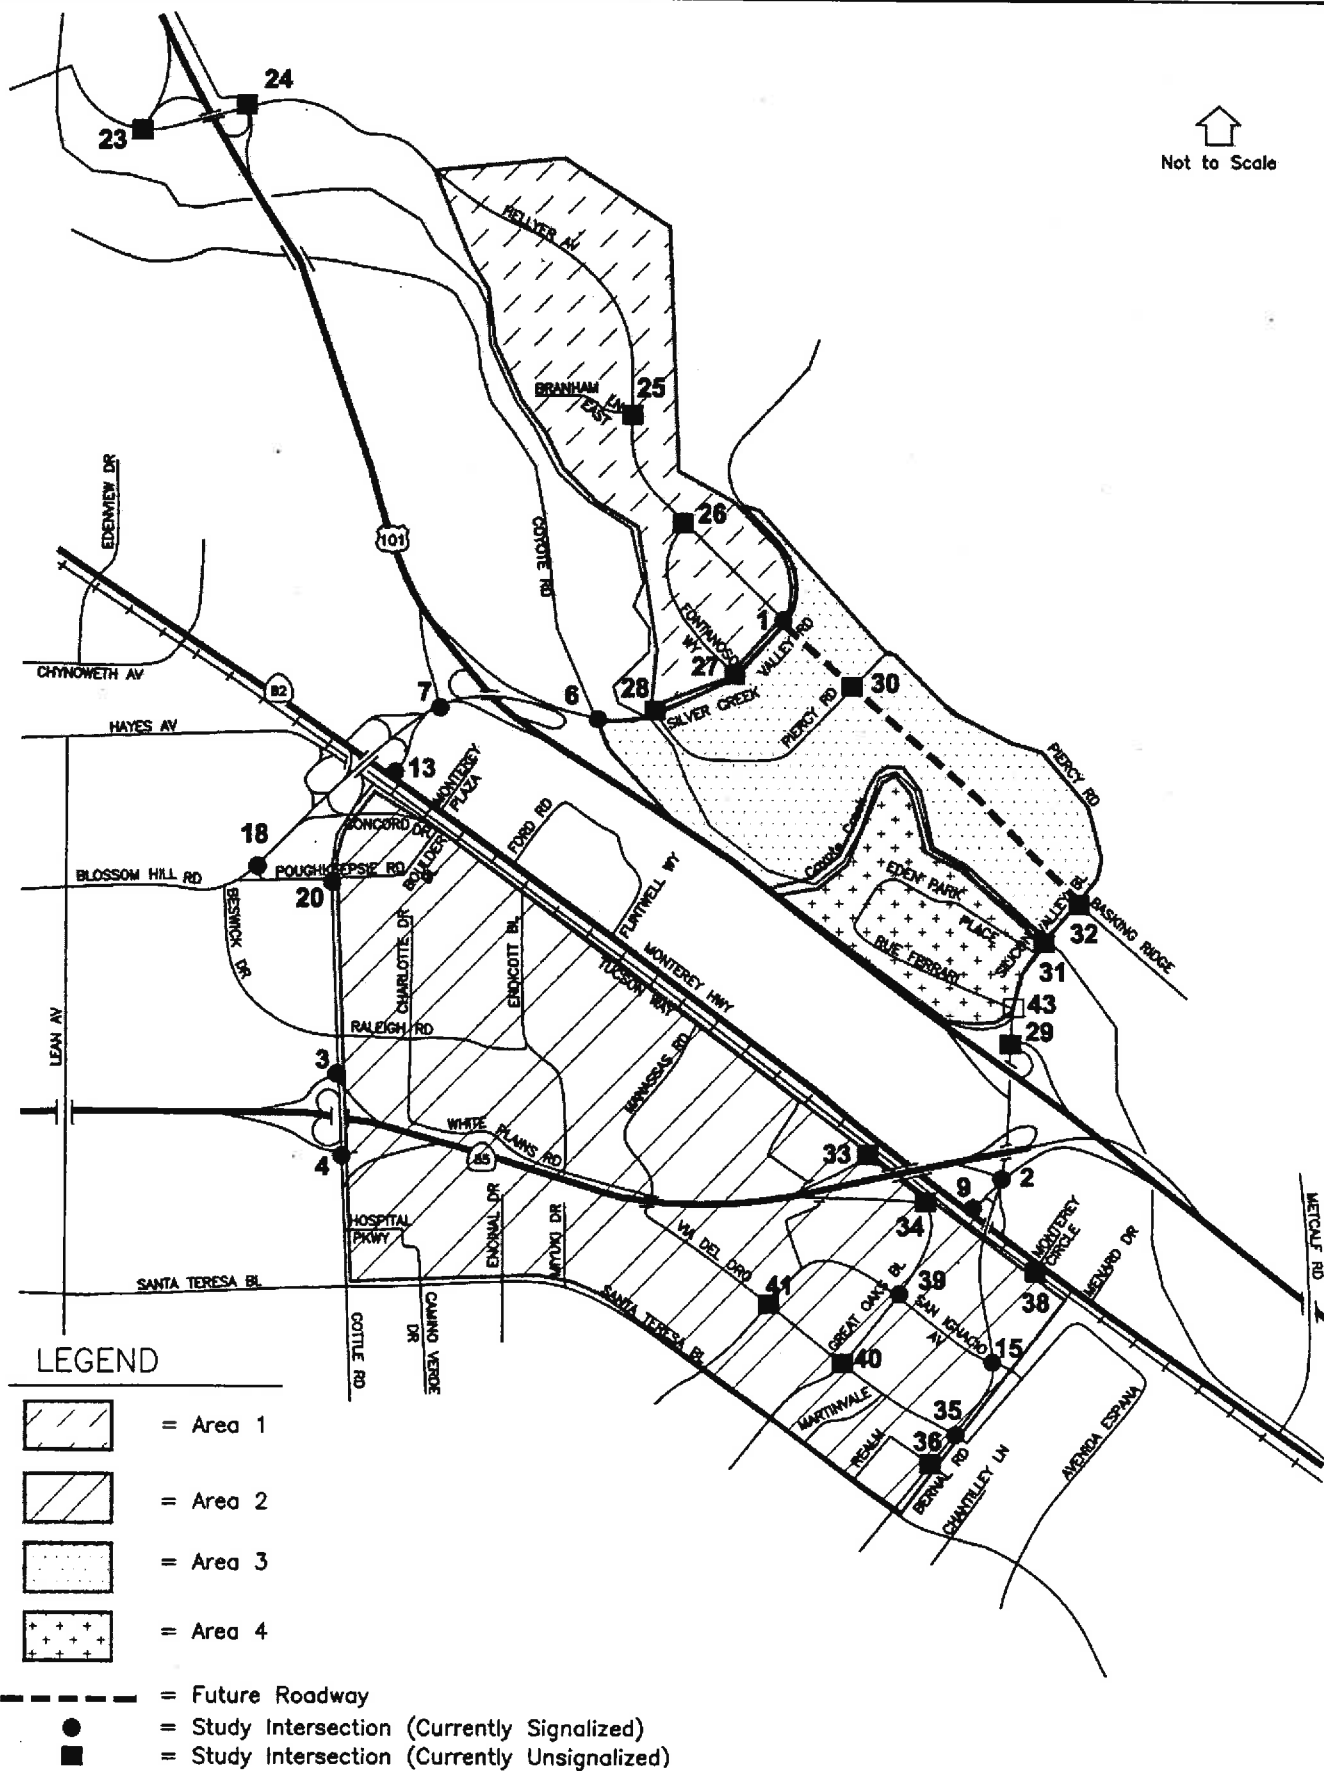 24
23
Not to Scale
HELLYER AV
25
BRANHAM
LN
EAST
EDENVIEW DR
26
101
COYOTE RD
FONTANOSO
WY
1
27
SILVER CREEK VALLEY RD
30
PIERCY RD
PIERCY RD
CHYNOWETH AV
82
7
6
28
HAYES AV
13
MONTEREY
PLAZA
18
CONCORD DR
BOULDER
BL
FORD RD
Coyote Creek
BLOSSOM HILL RD
POUGHKEEPSIE RD
20
BESWICK DR
CHARLOTTE DR
ENDICOTT BL
FLINTWELL WY
EDEN PARK
PLACE
RUE FERRARI
SILICON VALLEY BL
BASKING RIDGE
32
31
43
29
MONTEREY HWY
TUCSON WAY
LEAN AV
RALEIGH RD
3
MANASSAS RD
WHITE PLAINS RD
85
4
33
2
9
34
METCALF RD
HOSPITAL
PKWY
ENCINAL DR
MIYUKI DR
VIA DEL ORO
MONTEREY
CIRCLE
MENARD DR
38
SANTA TERESA BL
SANTA TERESA BL
41
GREAT OAKS BL
39
SAN IGNACIO
AV
15
40
COTTLE RD
CAMINO VERDE
DR
MARTINVALE
REALM
35
36
BERNAL RD
CHANTILLEY LN
AVENIDA ESPANA
LEGEND
= Area 1
= Area 2
= Area 3
= Area 4
= Future Roadway
= Study Intersection (Currently Signalized)
= Study Intersection (Currently Unsignalized)